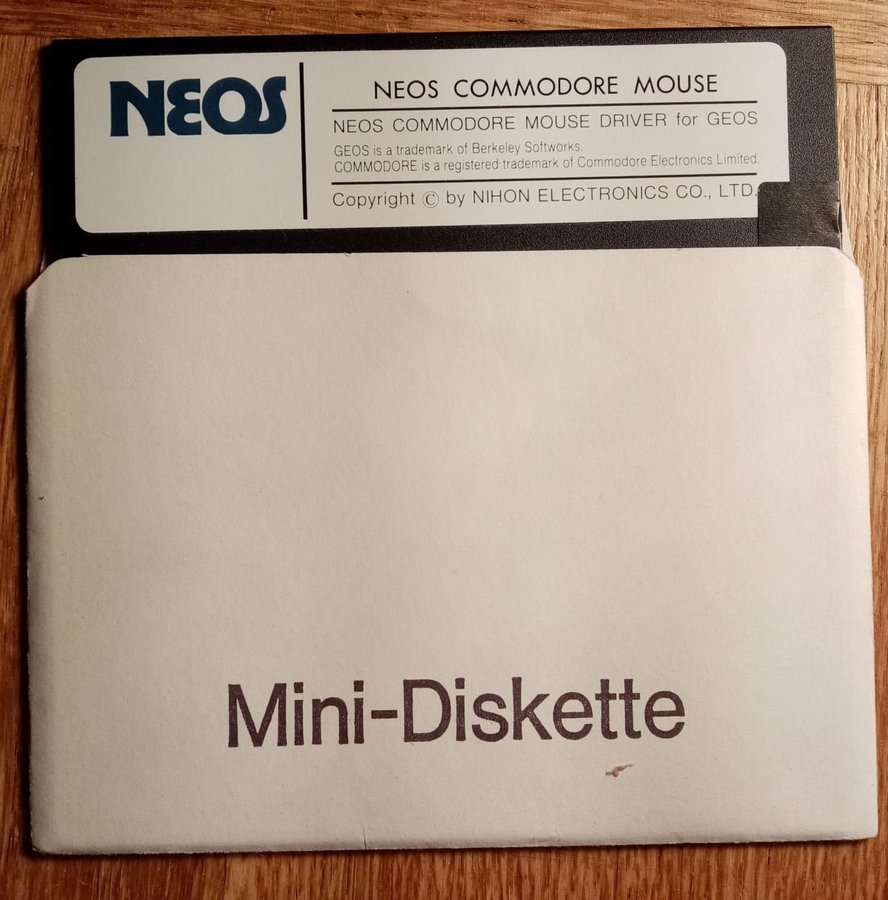 NEOS
NEOS COMMODORE MOUSE
NEOS COMMODORE MOUSE DRIVER for GEOS
GEOS is a trademark of Berkeley Softworks.
COMMODORE is a registered trademark of Commodore Electronics Limited.
Copyright © by NIHON ELECTRONICS CO., LTD.
Mini-Diskette